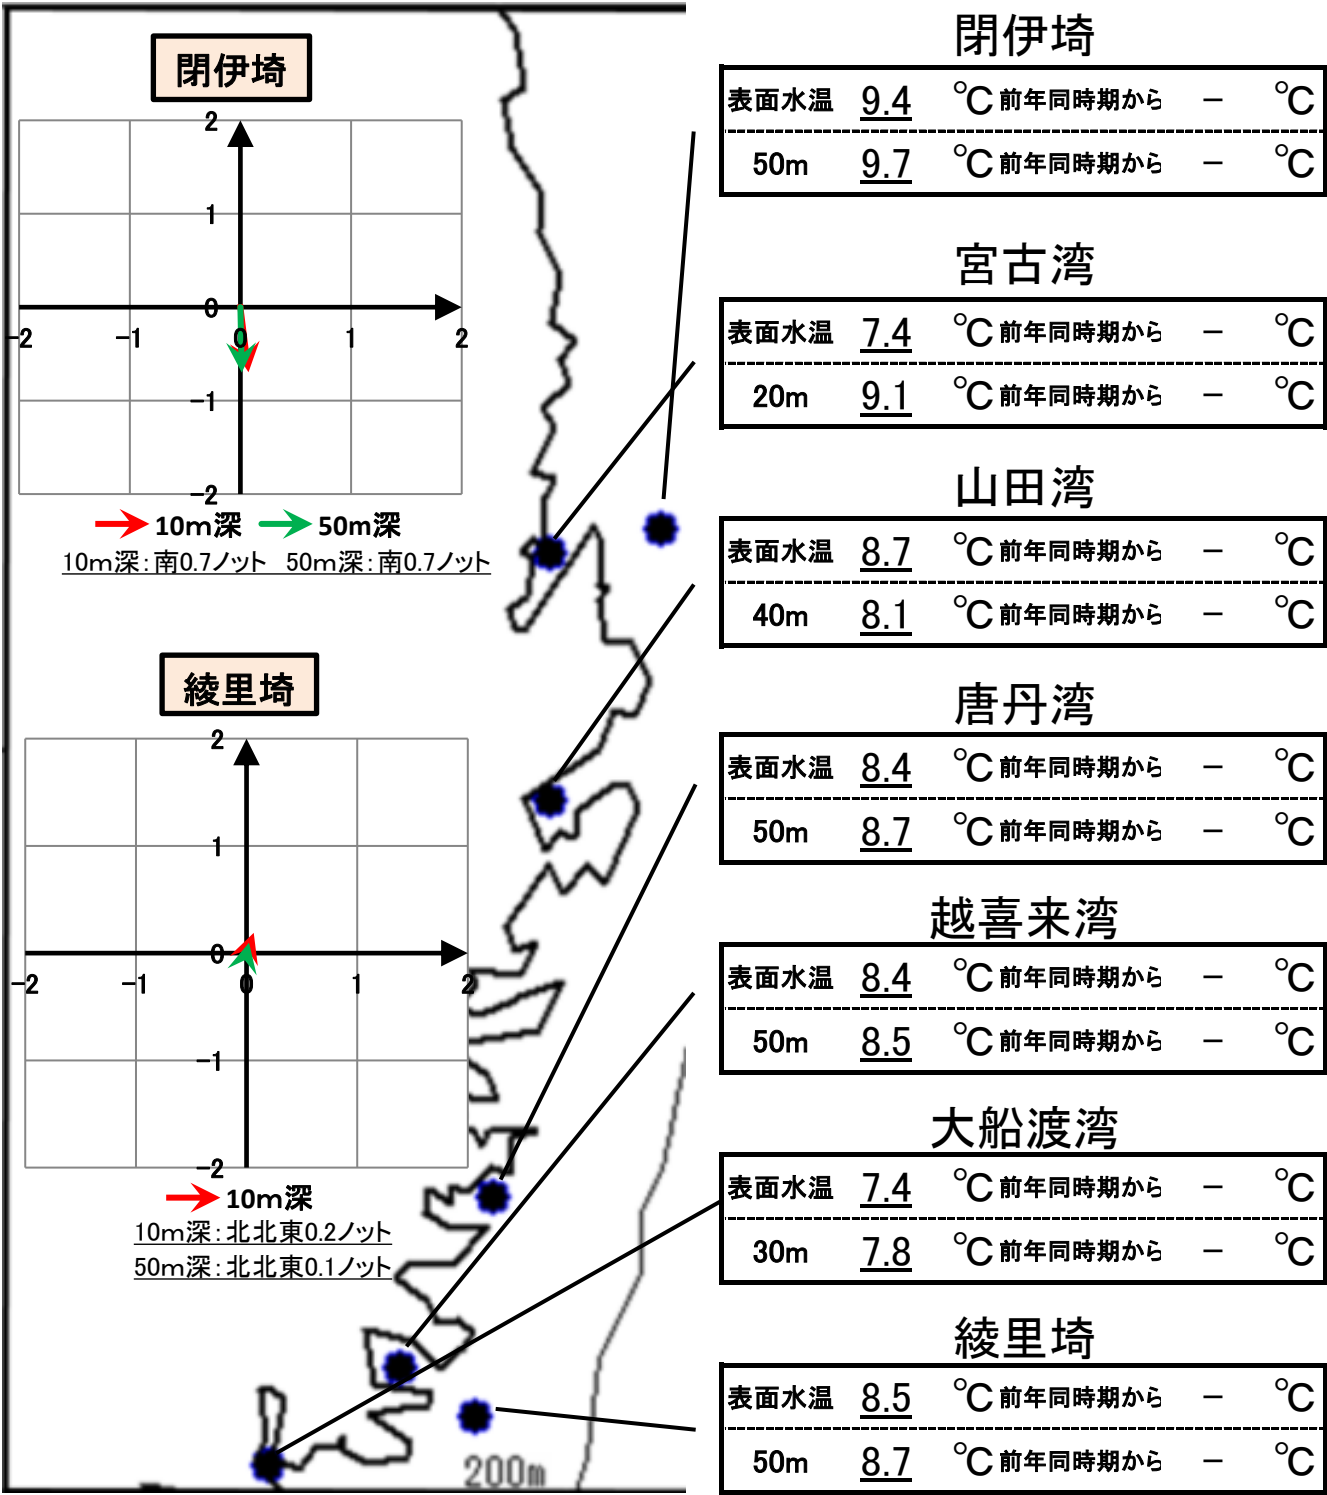 閉伊埼
2
1
0
-2
-1
0
1
2
-1
-2
10m深 50m深
10m深:南0.7ノット 50m深:南0.7ノット
綾里埼
2
1
0
-2
-1
0
1
2
-1
-2
10m深
10m深:北北東0.2ノット
50m深:北北東0.1ノット
200m
閉伊埼
表面水温 9.4 ℃ 前年同時期から － ℃
50m 9.7 ℃ 前年同時期から － ℃
宮古湾
表面水温 7.4 ℃ 前年同時期から － ℃
20m 9.1 ℃ 前年同時期から － ℃
山田湾
表面水温 8.7 ℃ 前年同時期から － ℃
40m 8.1 ℃ 前年同時期から － ℃
唐丹湾
表面水温 8.4 ℃ 前年同時期から － ℃
50m 8.7 ℃ 前年同時期から － ℃
越喜来湾
表面水温 8.4 ℃ 前年同時期から － ℃
50m 8.5 ℃ 前年同時期から － ℃
大船渡湾
表面水温 7.4 ℃ 前年同時期から － ℃
30m 7.8 ℃ 前年同時期から － ℃
綾里埼
表面水温 8.5 ℃ 前年同時期から － ℃
50m 8.7 ℃ 前年同時期から － ℃